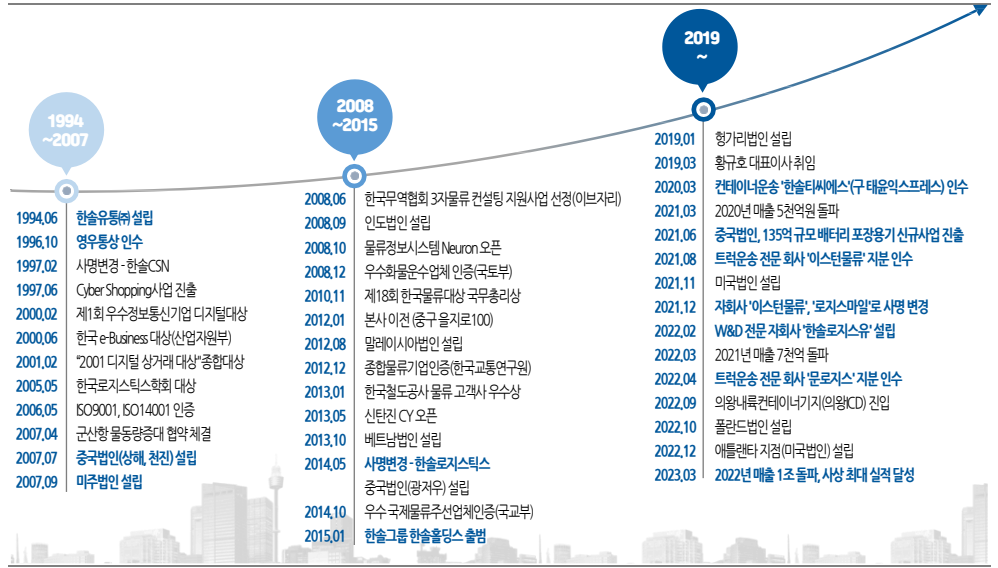 1994
~2007
1994.06 한솔유통㈜ 설립
1996.10 영우통상 인수
1997.02 사명변경 - 한솔CSN
1997.06 Cyber Shopping사업 진출
2000.02 제1회 우수정보통신기업 디지털대상
2000.06 한국 e-Business 대상(산업자원부)
2001.02 "2001 디지털 상거래 대상"종합대상
2005.05 한국로지스틱스학회 대상
2006.05 ISO9001, ISO14001 인증
2007.04 군산항 물동량증대 협약 체결
2007.07 중국법인(상해, 천진) 설립
2007.09 미주법인 설립
2008
~2015
2008.06 한국무역협회 3자물류 컨설팅 지원사업 선정(이브자리)
2008.09 인도법인 설립
2008.10 물류정보시스템 Neuron 오픈
2008.12 우수화물운수업체 인증(국토부)
2010.11 제18회 한국물류대상 국무총리상
2012.01 본사 이전 (중구 을지로100)
2012.08 말레이시아법인 설립
2012.12 종합물류기업인증(한국교통연구원)
2013.01 한국철도공사 물류 고객사 우수상
2013.05 신탄진 CY 오픈
2013.10 베트남법인 설립
2014.05 사명변경 - 한솔로지스틱스
중국법인(광저우) 설립
2014.10 우수 국제물류주선업체인증(국교부)
2015.01 한솔그룹 한솔홀딩스 출범
2019
~
2019.01 헝가리법인 설립
2019.03 황규호 대표이사 취임
2020.03 컨테이너운송 '한솔티씨에스'(구 태윤익스프레스) 인수
2021.03 2020년 매출 5천억원 돌파
2021.06 중국법인, 135억 규모 배터리 포장용기 신규사업 진출
2021.08 트럭운송 전문 회사 '이스턴물류' 지분 인수
2021.11 미국법인 설립
2021.12 자회사 '이스턴물류', '로지스마일'로 사명 변경
2022.02 W&D 전문 자회사 '한솔로지스유' 설립
2022.03 2021년 매출 7천억 돌파
2022.04 트럭운송 전문 회사 '문로지스' 지분 인수
2022.09 의왕내륙컨테이너기지(의왕ICD) 진입
2022.10 폴란드법인 설립
2022.12 애틀랜타 지점(미국법인) 설립
2023.03 2022년 매출 1조 돌파, 사상 최대 실적 달성